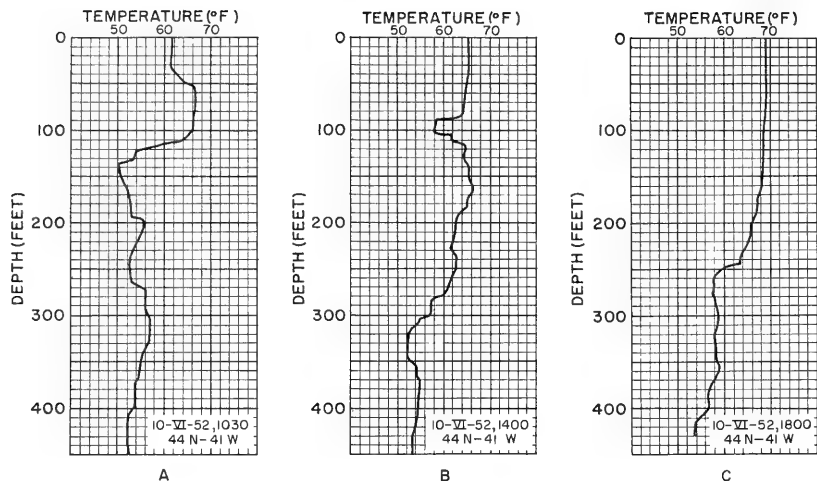 TEMPERATURE (°F)
50 60 70
0
100
200
300
400
DEPTH (FEET)
10-VI-52, 1030
44 N-41 W
A
TEMPERATURE (°F)
50 60 70
0
100
200
300
400
DEPTH (FEET)
10-VI-52, 1400
44 N-41 W
B
TEMPERATURE (°F)
50 60 70
0
100
200
300
400
DEPTH (FEET)
10-VI-52, 1800
44 N-41 W
C